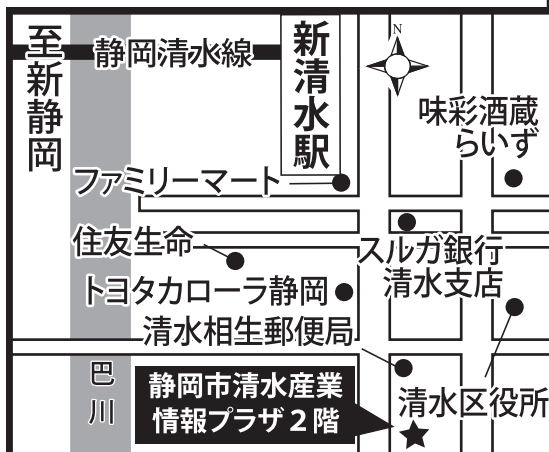 至新静岡
静岡清水線
新清水駅
N
味彩酒蔵
らいず
ファミリーマート
住友生命
スルガ銀行
清水支店
トヨタカローラ静岡
清水相生郵便局
巴川
静岡市清水産業
情報プラザ2階
清水区役所